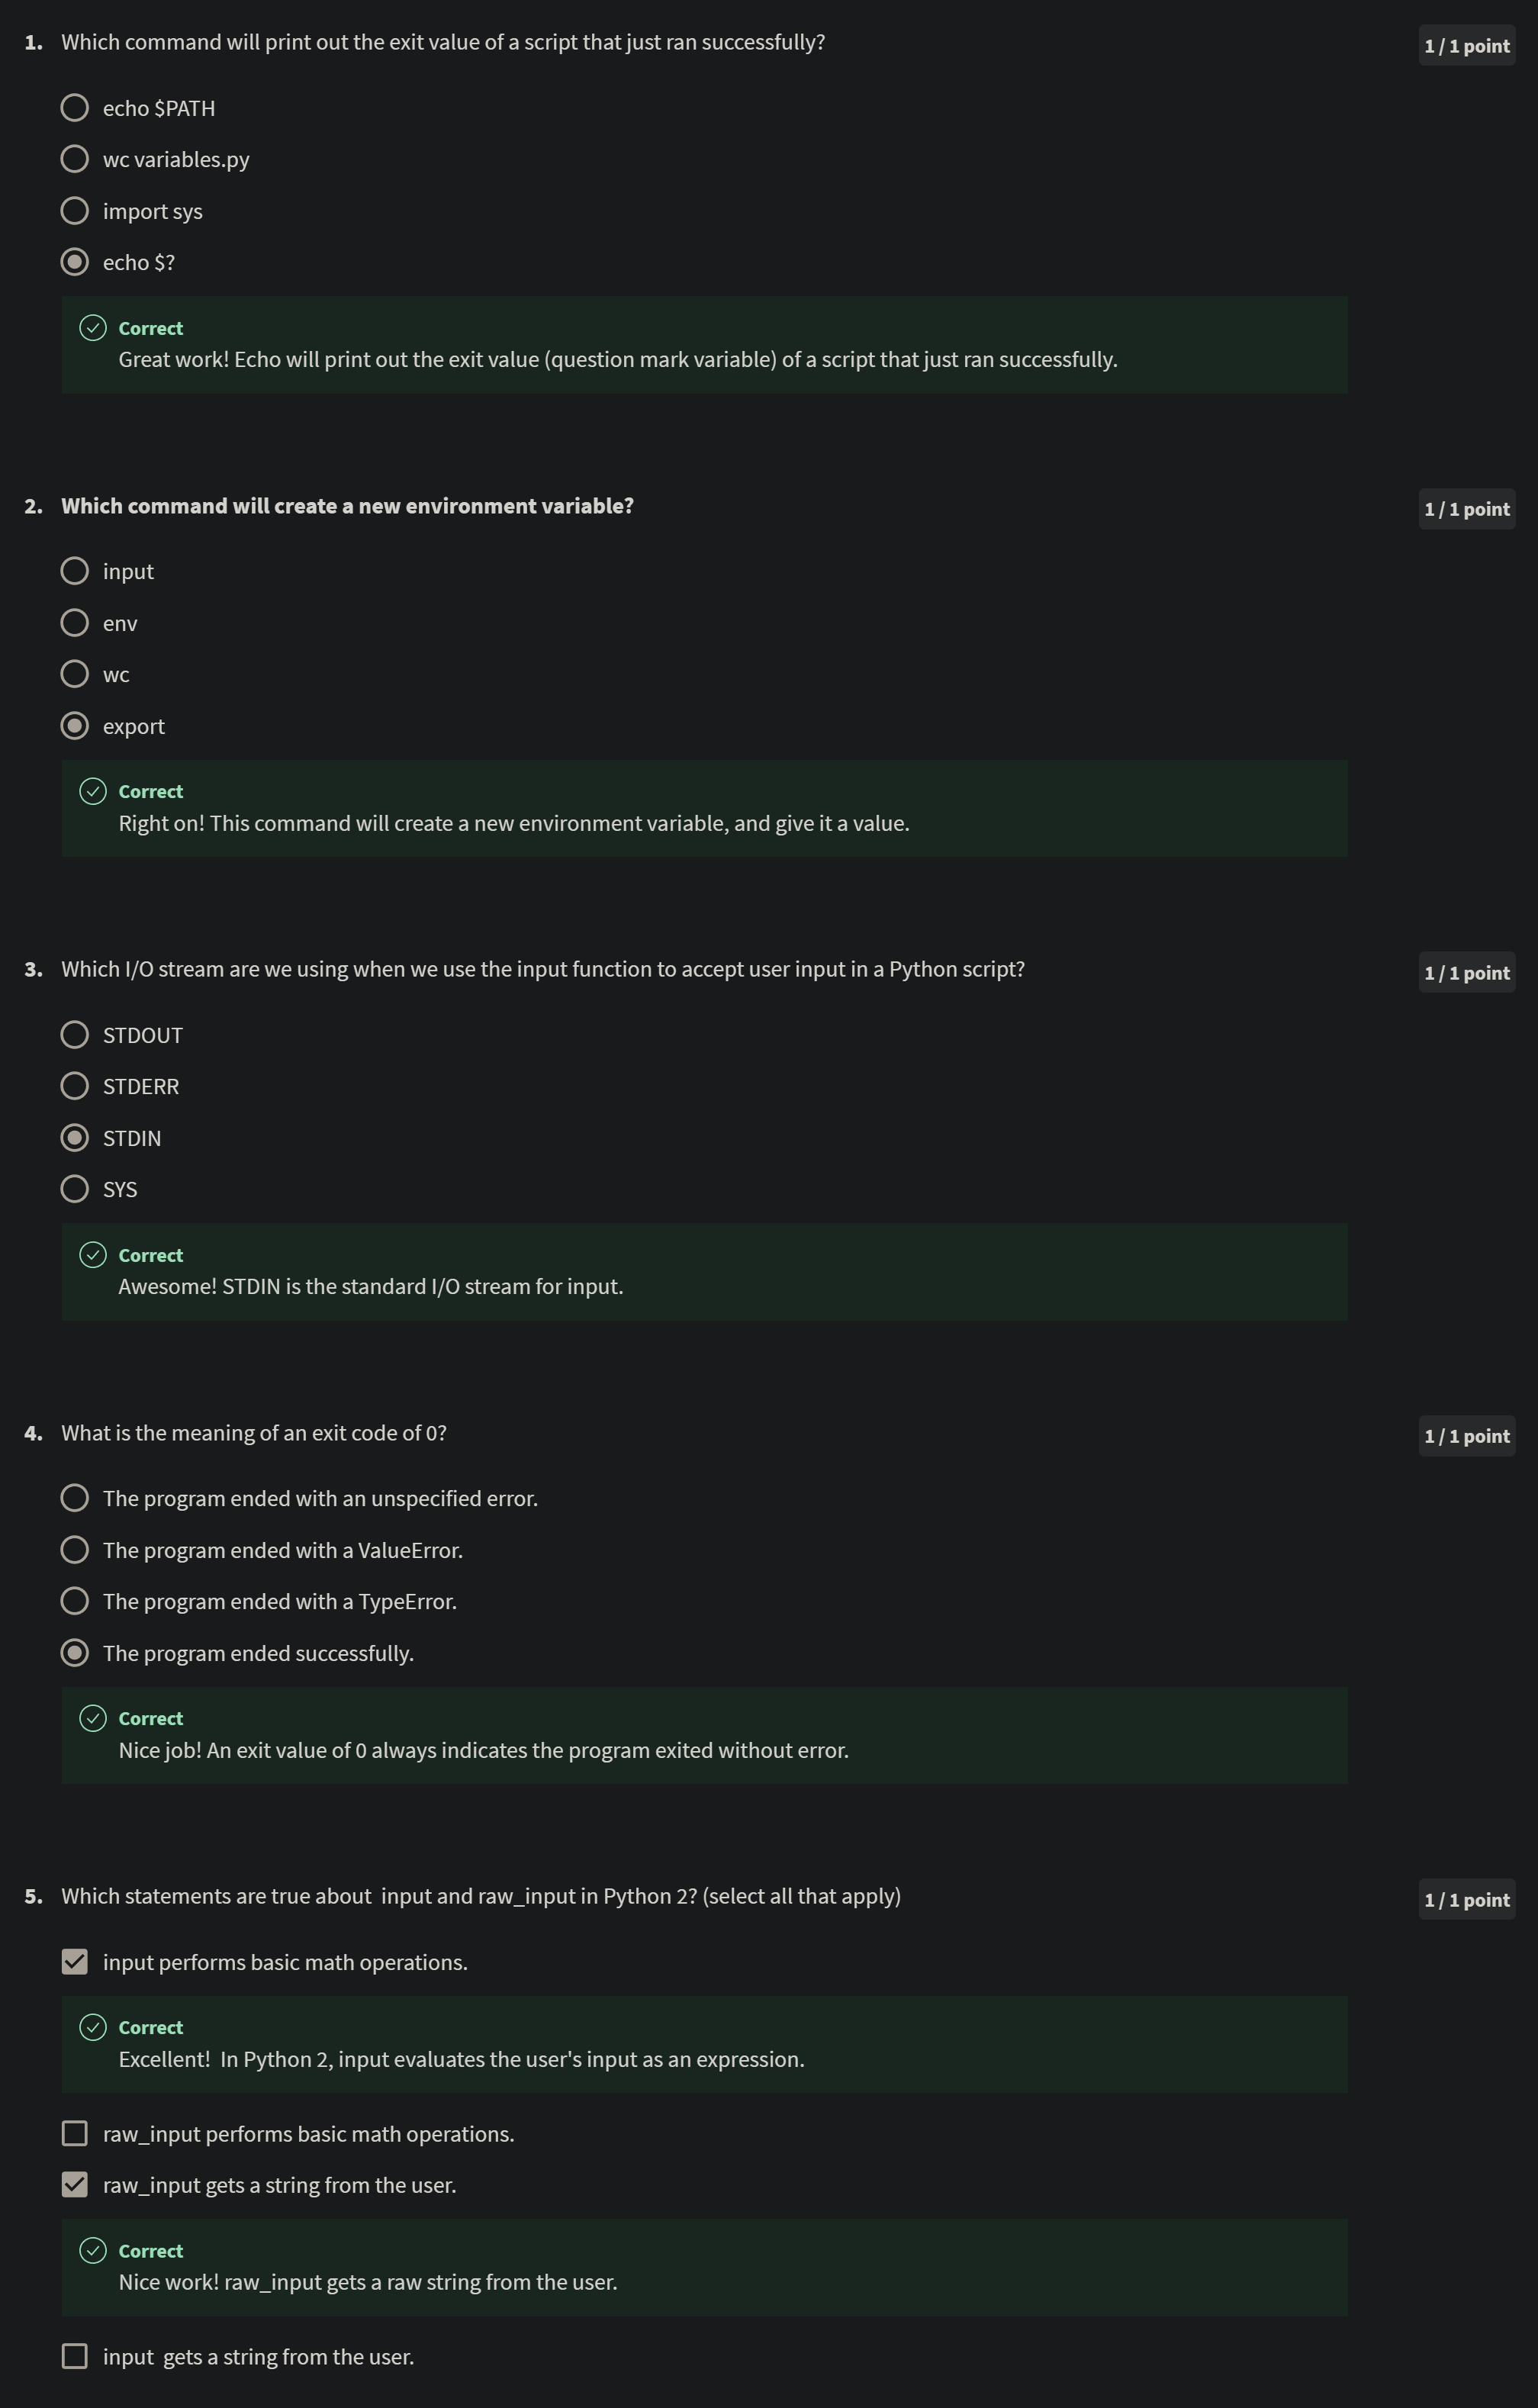 1. Which command will print out the exit value of a script that just ran successfully?
1 / 1 point
echo $PATH
wc variables.py
import sys
echo $?
Correct
Great work! Echo will print out the exit value (question mark variable) of a script that just ran successfully.
2. Which command will create a new environment variable?
1 / 1 point
input
env
wc
export
Correct
Right on! This command will create a new environment variable, and give it a value.
3. Which I/O stream are we using when we use the input function to accept user input in a Python script?
1 / 1 point
STDOUT
STDERR
STDIN
SYS
Correct
Awesome! STDIN is the standard I/O stream for input.
4. What is the meaning of an exit code of 0?
1 / 1 point
The program ended with an unspecified error.
The program ended with a ValueError.
The program ended with a TypeError.
The program ended successfully.
Correct
Nice job! An exit value of 0 always indicates the program exited without error.
5. Which statements are true about  input and raw_input in Python 2? (select all that apply)
1 / 1 point
input performs basic math operations.
Correct
Excellent!  In Python 2, input evaluates the user's input as an expression.
raw_input performs basic math operations.
raw_input gets a string from the user.
Correct
Nice work! raw_input gets a raw string from the user.
input  gets a string from the user.